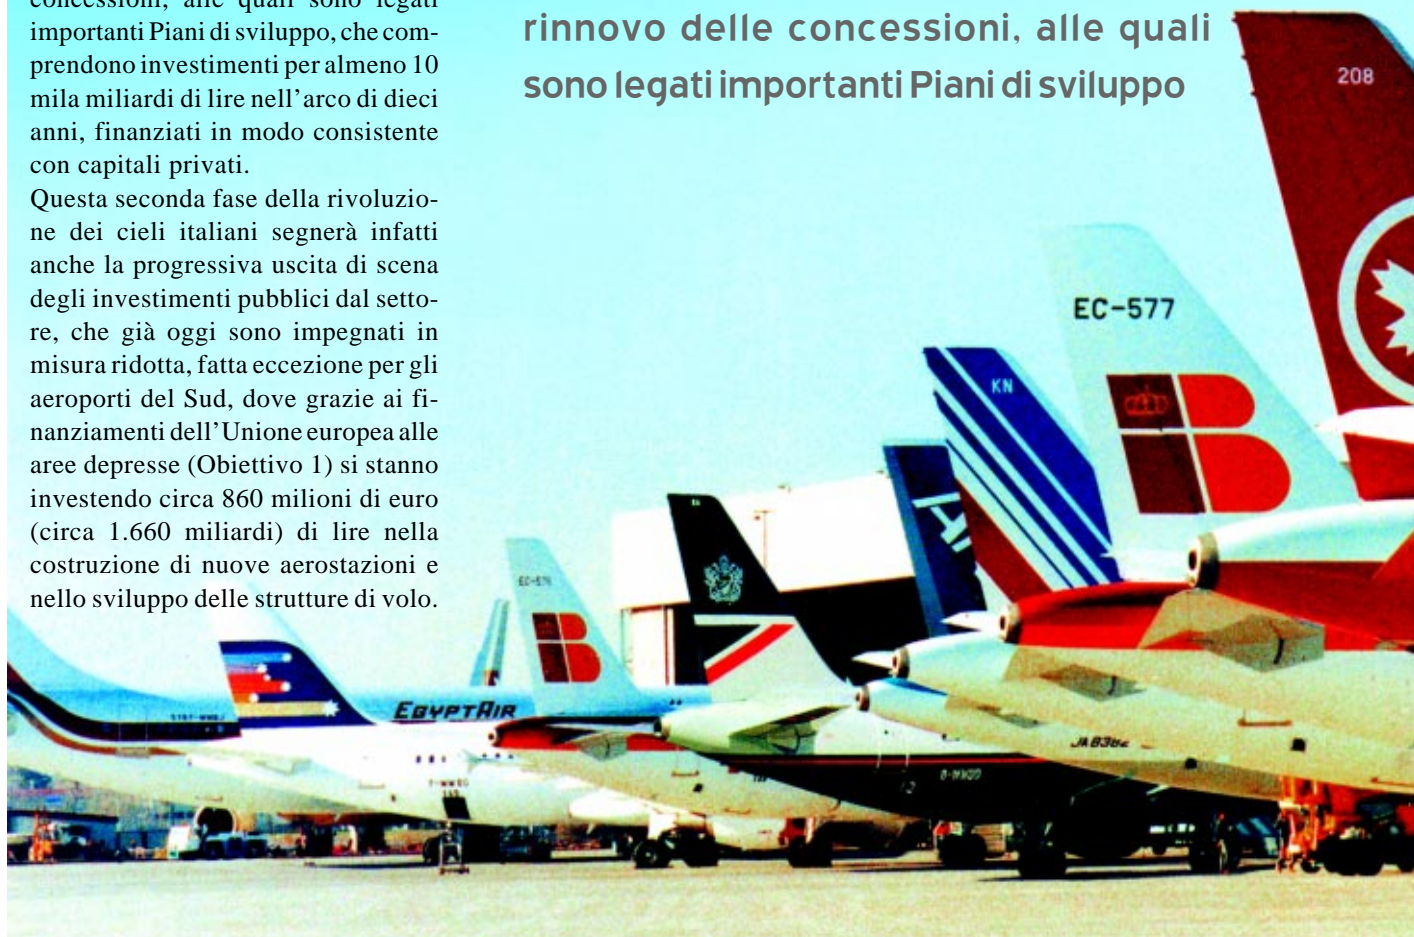 concessioni, alle quali sono legati
importanti Piani di sviluppo, che com-
prendono investimenti per almeno 10
mila miliardi di lire nell'arco di dieci
anni, finanziati in modo consistente
con capitali privati.
Questa seconda fase della rivoluzio-
ne dei cieli italiani segnerà infatti
anche la progressiva uscita di scena
degli investimenti pubblici dal setto-
re, che già oggi sono impegnati in
misura ridotta, fatta eccezione per gli
aeroporti del Sud, dove grazie ai fi-
nanziamenti dell'Unione europea alle
aree depresse (Obiettivo 1) si stanno
investendo circa 860 milioni di euro
(circa 1.660 miliardi) di lire nella
costruzione di nuove aerostazioni e
nello sviluppo delle strutture di volo.
rinnovo delle concessioni, alle quali
sono legati importanti Piani di sviluppo
208
EC-577
KN
EC-576
EGYPTAIR